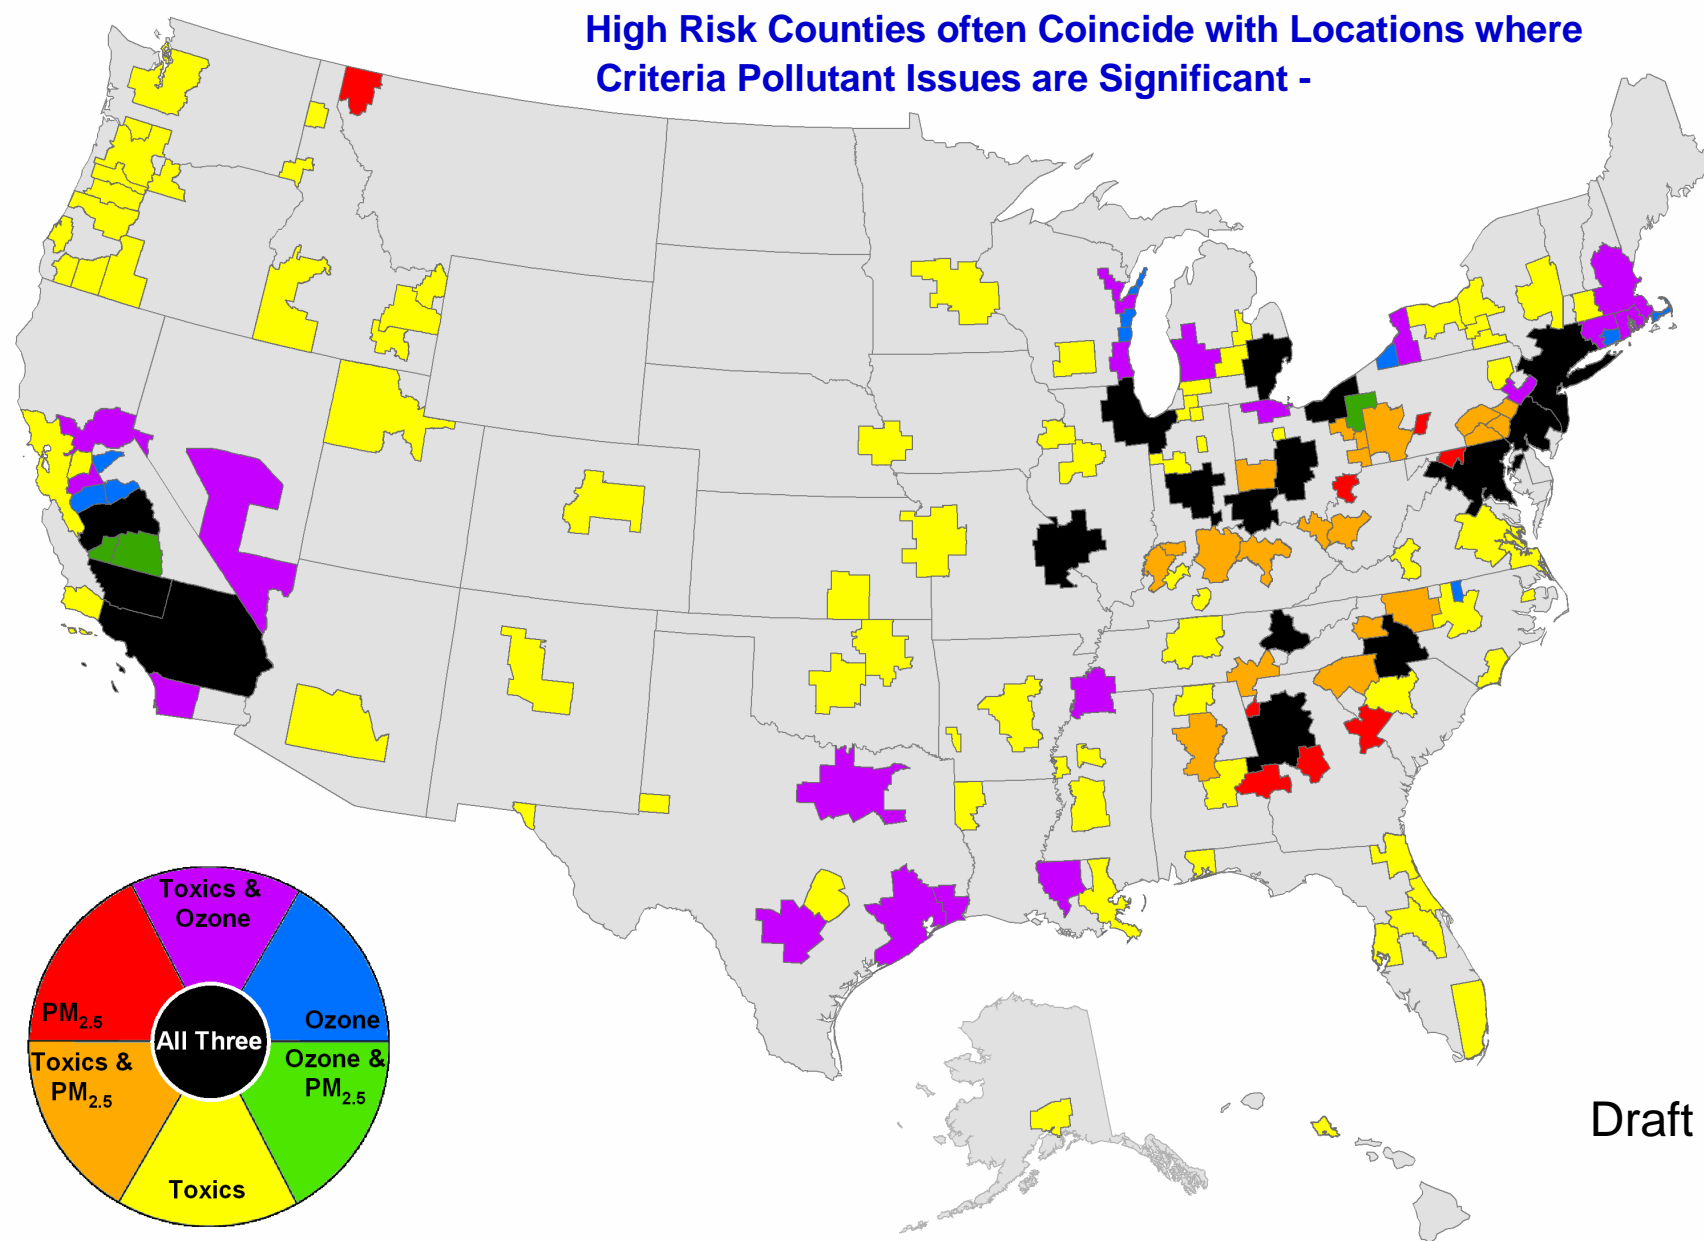 High Risk Counties often Coincide with Locations where
Criteria Pollutant Issues are Significant -
Toxics &
Ozone
PM2.5
Ozone
All Three
Toxics &
PM2.5
Ozone &
PM2.5
Toxics
Draft